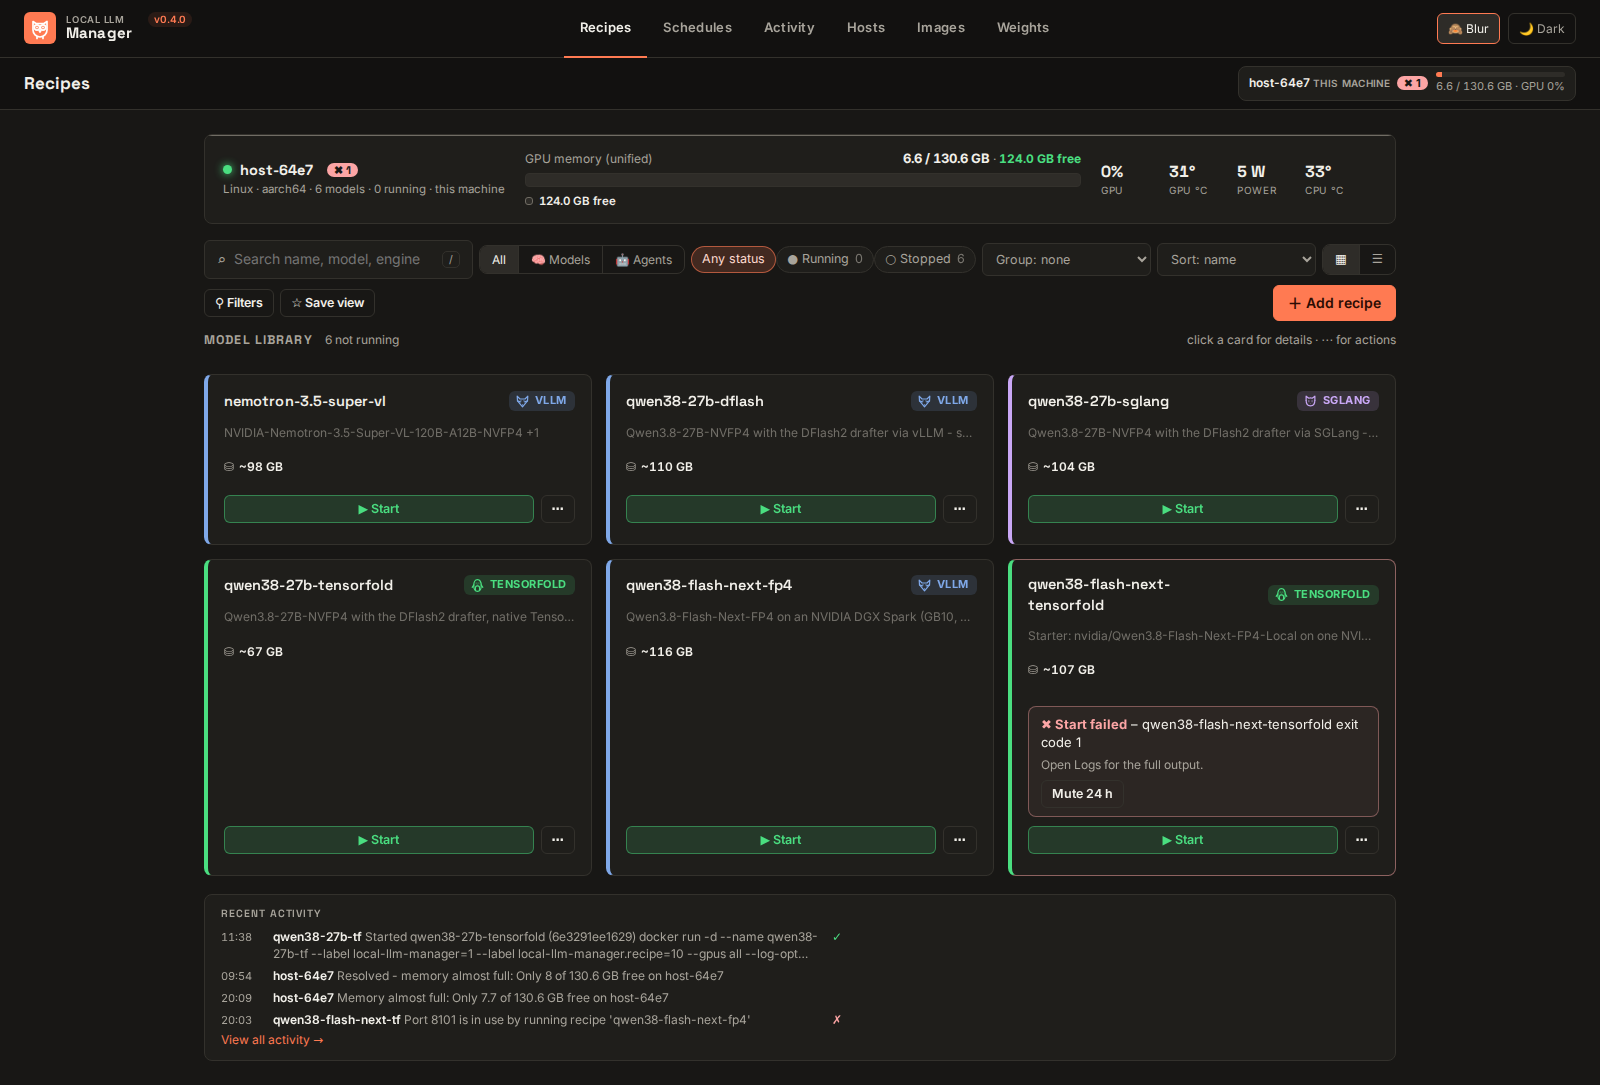 LOCAL LLM
Manager
v0.4.0
Recipes
Schedules
Activity
Hosts
Images
Weights
🙈 Blur
🌙 Dark
Recipes
host-64e7 THIS MACHINE ✖ 1
6.6 / 130.6 GB · GPU 0%
host-64e7 ✖ 1
Linux · aarch64 · 6 models · 0 running · this machine
GPU memory (unified)
6.6 / 130.6 GB · 124.0 GB free
124.0 GB free
0%
GPU
31°
GPU °C
5 W
POWER
33°
CPU °C
Search name, model, engine /
All
🧠 Models
🤖 Agents
Any status
● Running 0
○ Stopped 6
Group: none
Sort: name
▦
☰
⚲ Filters
☆ Save view
+ Add recipe
MODEL LIBRARY 6 not running
click a card for details · ··· for actions
nemotron-3.5-super-vl
VLLM
NVIDIA-Nemotron-3.5-Super-VL-120B-A12B-NVFP4 +1
~98 GB
▶ Start
···
qwen38-27b-dflash
VLLM
Qwen3.8-27B-NVFP4 with the DFlash2 drafter via vLLM - s...
~110 GB
▶ Start
···
qwen38-27b-sglang
SGLANG
Qwen3.8-27B-NVFP4 with the DFlash2 drafter via SGLang -...
~104 GB
▶ Start
···
qwen38-27b-tensorfold
TENSORFOLD
Qwen3.8-27B-NVFP4 with the DFlash2 drafter, native Tenso...
~67 GB
▶ Start
···
qwen38-flash-next-fp4
VLLM
Qwen3.8-Flash-Next-FP4 on an NVIDIA DGX Spark (GB10, ...
~116 GB
▶ Start
···
qwen38-flash-next-
tensorfold
TENSORFOLD
Starter: nvidia/Qwen3.8-Flash-Next-FP4-Local on one NVI...
~107 GB
✖ Start failed – qwen38-flash-next-tensorfold exit
code 1
Open Logs for the full output.
Mute 24 h
▶ Start
···
RECENT ACTIVITY
11:38 qwen38-27b-tf Started qwen38-27b-tensorfold (6e3291ee1629) docker run -d --name qwen38- ✓
27b-tf --label local-llm-manager=1 --label local-llm-manager.recipe=10 --gpus all --log-opt...
09:54 host-64e7 Resolved - memory almost full: Only 8 of 130.6 GB free on host-64e7
20:09 host-64e7 Memory almost full: Only 7.7 of 130.6 GB free on host-64e7
20:03 qwen38-flash-next-tf Port 8101 is in use by running recipe 'qwen38-flash-next-fp4' ✗
View all activity →